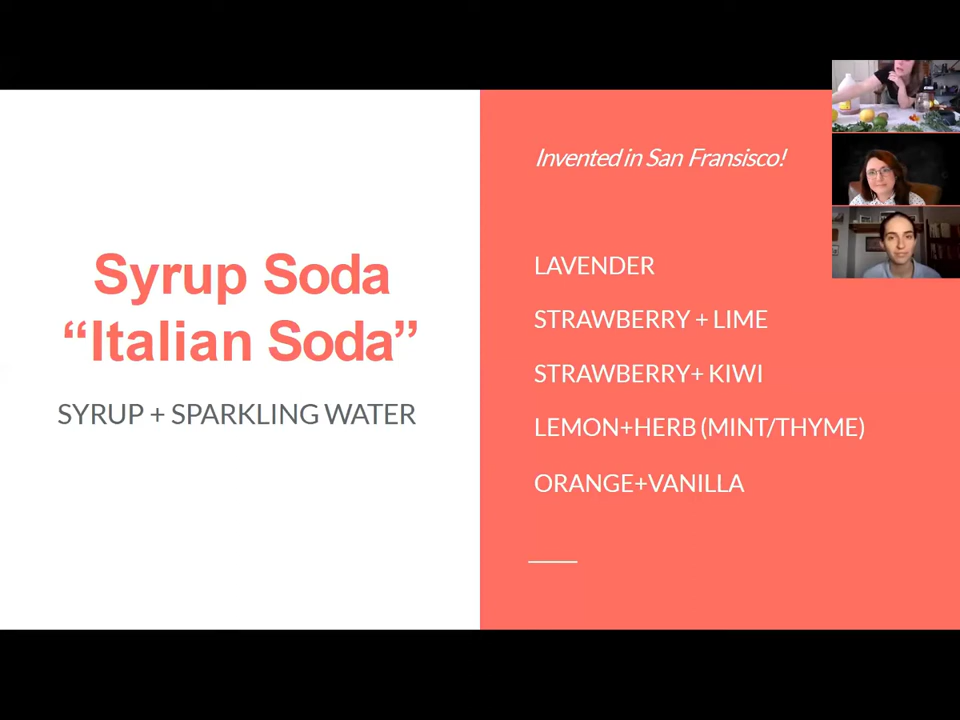 Syrup Soda
“Italian Soda”
SYRUP + SPARKLING WATER
Invented in San Fransisco!
LAVENDER
STRAWBERRY + LIME
STRAWBERRY+ KIWI
LEMON+HERB (MINT/THYME)
ORANGE+VANILLA